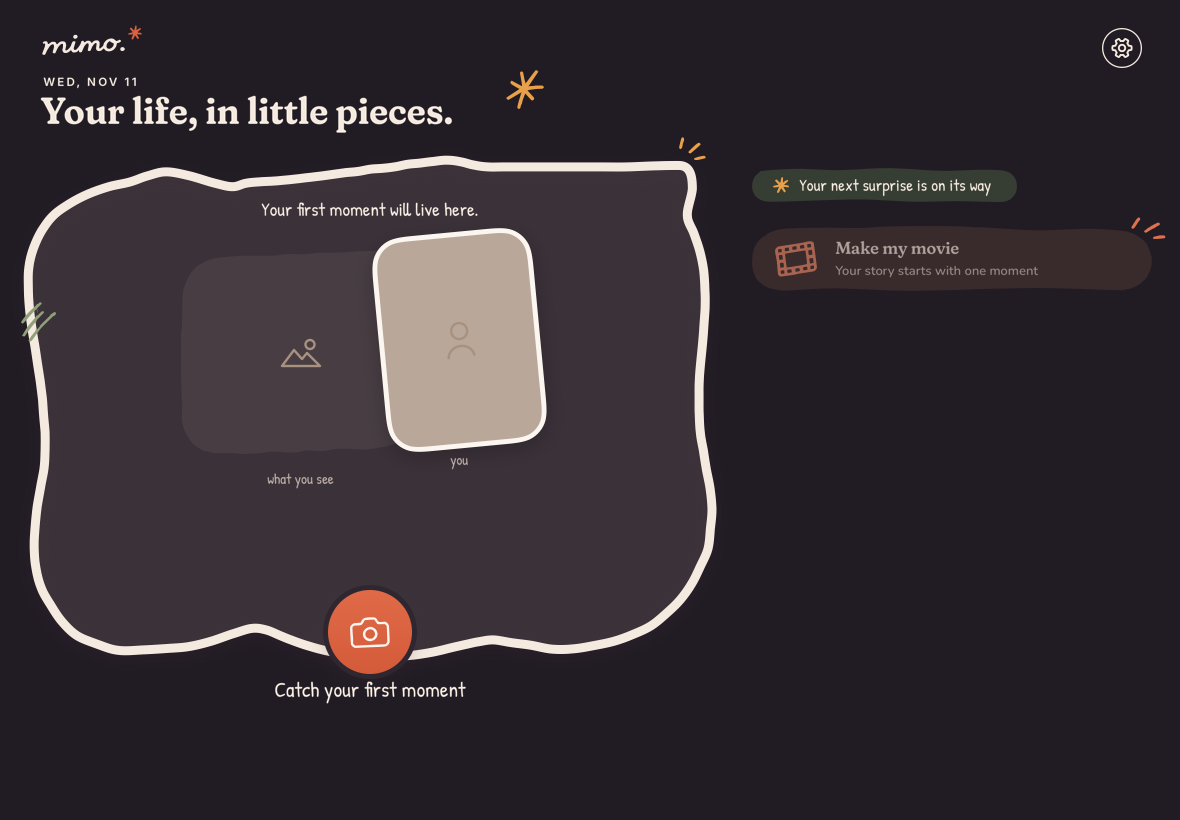 mimo.
WED, NOV 11
Your life, in little pieces.
Your first moment will live here.
what you see
you
Catch your first moment
Your next surprise is on its way
Make my movie
Your story starts with one moment